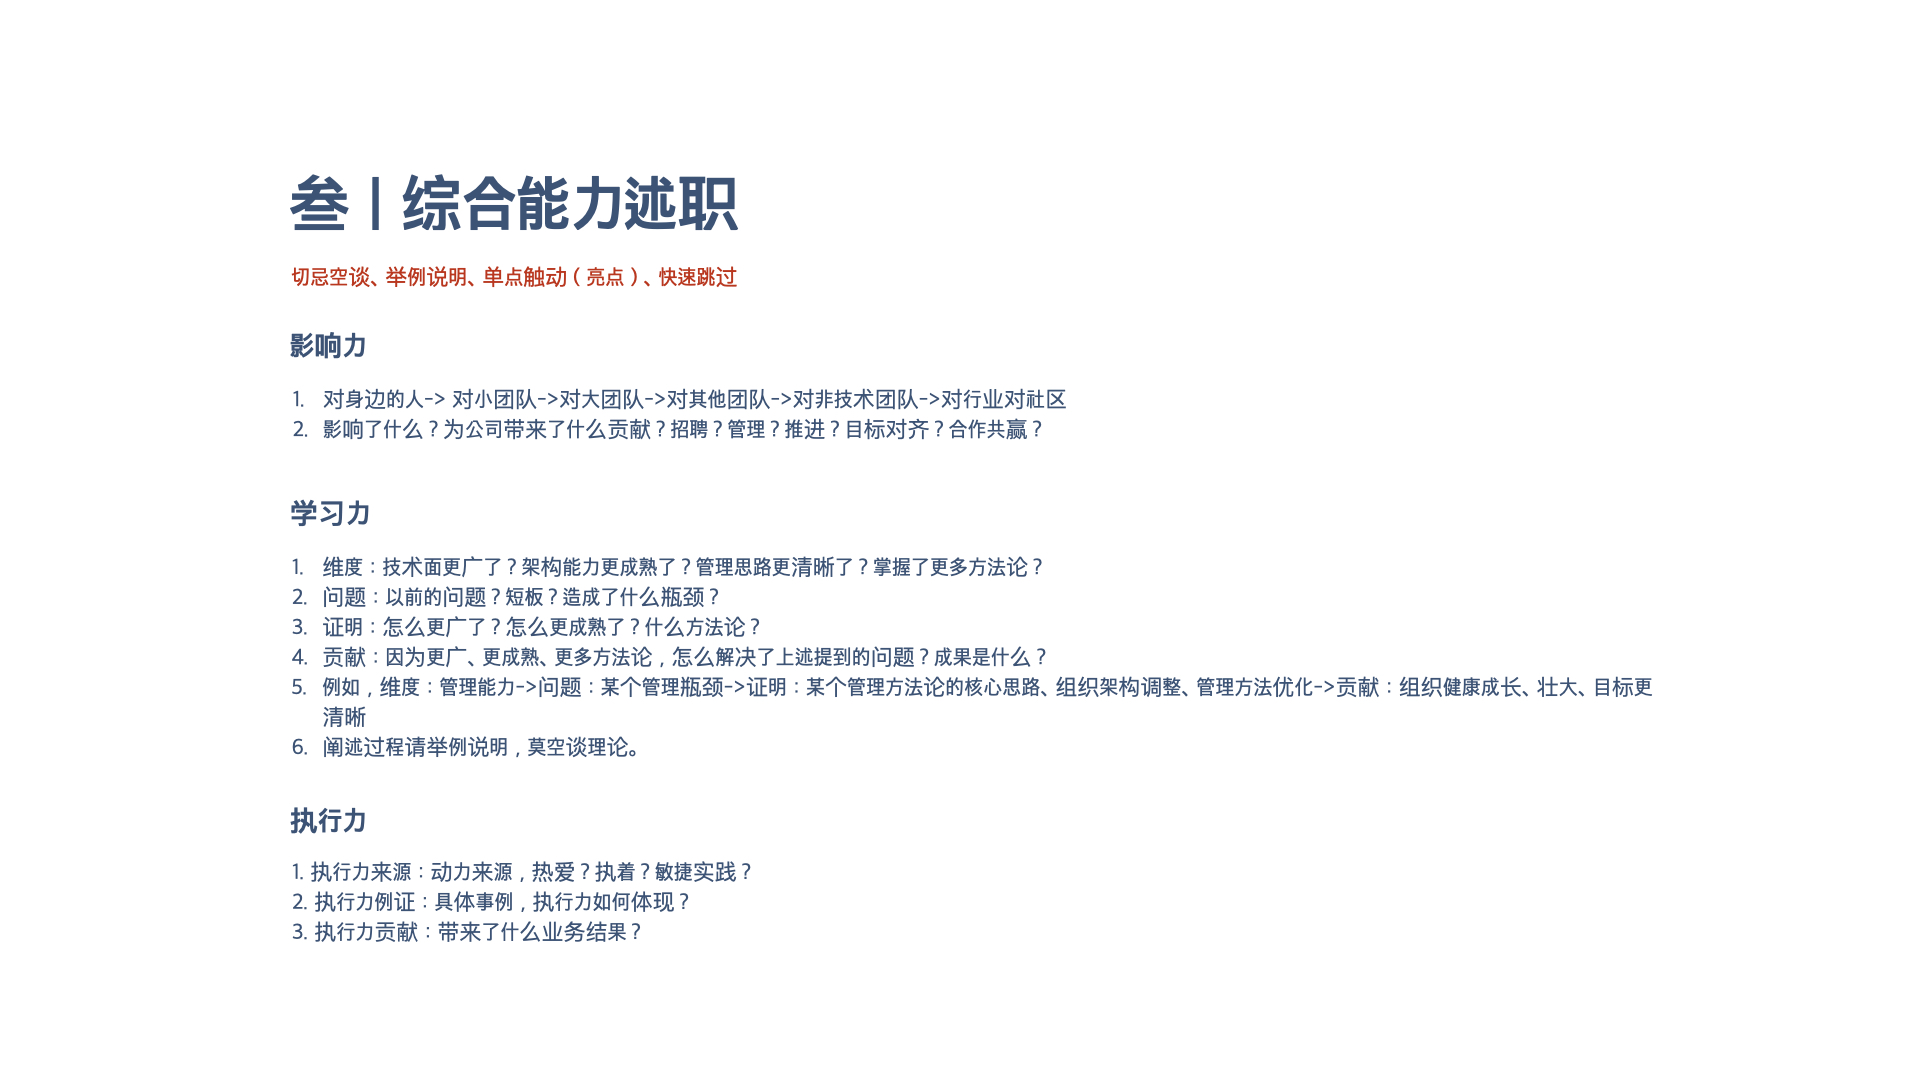 叁丨综合能力述职
切忌空谈、举例说明、单点触动（亮点）、快速跳过
影响力
1. 对身边的人-> 对小团队->对大团队->对其他团队->对非技术团队->对行业对社区
2. 影响了什么？为公司带来了什么贡献？招聘？管理？推进？目标对齐？合作共赢？
学习力
1. 维度：技术面更广了？架构能力更成熟了？管理思路更清晰了？掌握了更多方法论？
2. 问题：以前的问题？短板？造成了什么瓶颈？
3. 证明：怎么更广了？怎么更成熟了？什么方法论？
4. 贡献：因为更广、更成熟、更多方法论，怎么解决了上述提到的问题？成果是什么？
5. 例如，维度：管理能力->问题：某个管理瓶颈->证明：某个管理方法论的核心思路、组织架构调整、管理方法优化->贡献：组织健康成长、壮大、目标更
清晰
6. 阐述过程请举例说明，莫空谈理论。
执行力
1. 执行力来源：动力来源，热爱？执着？敏捷实践？
2. 执行力例证：具体事例，执行力如何体现？
3. 执行力贡献：带来了什么业务结果？